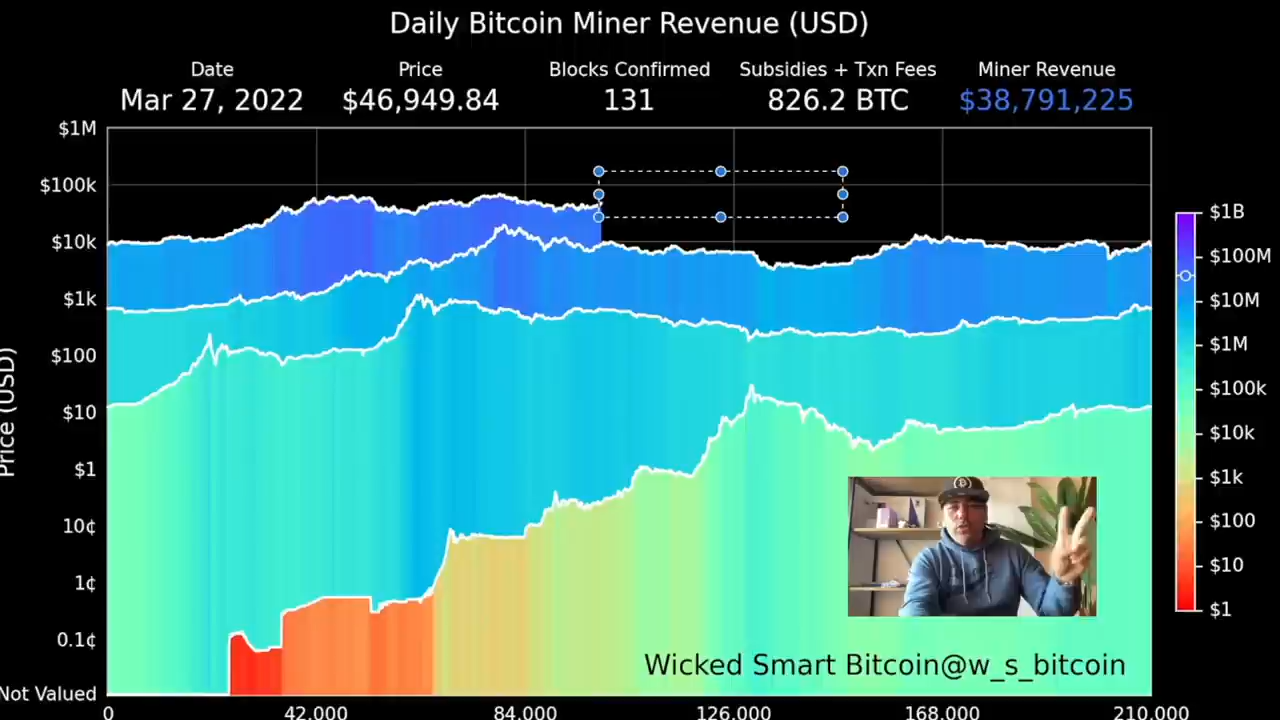 Daily Bitcoin Miner Revenue (USD)
Date Price Blocks Confirmed Subsidies + Txn Fees Miner Revenue
Mar 27, 2022 $46,949.84 131 826.2 BTC $38,791,225
$1M
$100k
$10k
$1k
$100
$10
$1
10¢
1¢
0.1¢
Not Valued
Price (USD)
0 42,000 84,000 126,000 168,000 210,000
$1B
$100M
$10M
$1M
$100k
$10k
$1k
$100
$10
$1
Wicked Smart Bitcoin@w_s_bitcoin